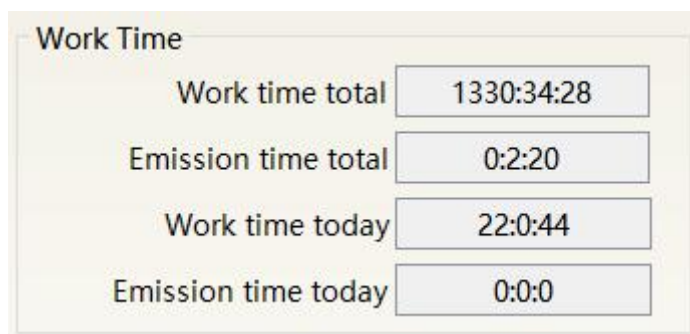 Work Time
Work time total 1330:34:28
Emission time total 0:2:20
Work time today 22:0:44
Emission time today 0:0:0